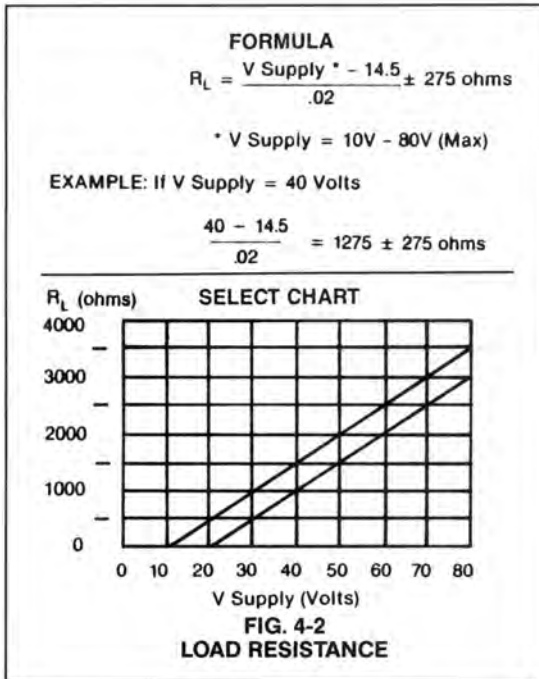 FORMULA
R_L = (V Supply * - 14.5) / .02 ± 275 ohms
* V Supply = 10V - 80V (Max)
EXAMPLE: If V Supply = 40 Volts
(40 - 14.5) / .02 = 1275 ± 275 ohms
R_L (ohms) SELECT CHART
4000
3000
2000
1000
0
0 10 20 30 40 50 60 70 80
V Supply (Volts)
FIG. 4-2
LOAD RESISTANCE